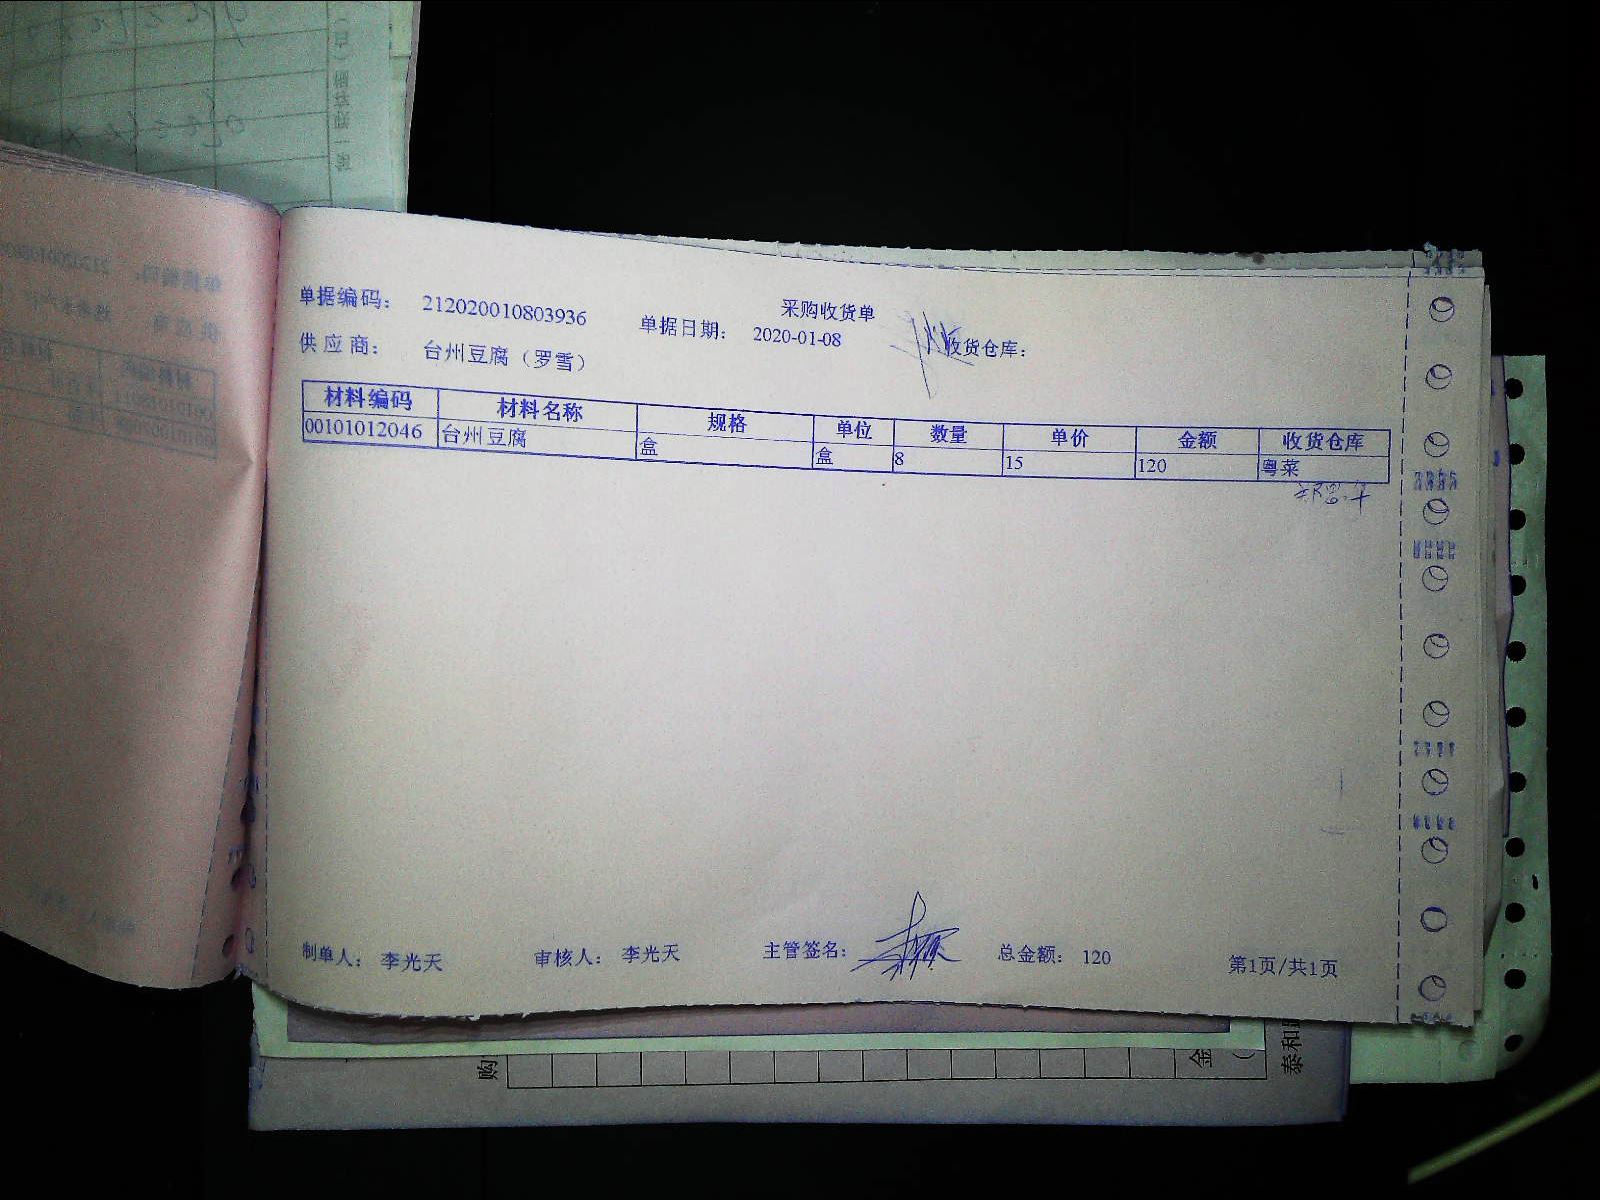 采购收货单
单据编码： 212020010803936 单据日期： 2020-01-08 收货仓库：
供应商： 台州豆腐（罗雪）
材料编码 材料名称 规格 单位 数量 单价 金额 收货仓库
00101012046 台州豆腐 盒 盒 8 15 120 粤菜
制单人： 李光天 审核人： 李光天 主管签名： 总金额： 120 第1页/共1页
购
金
泰和